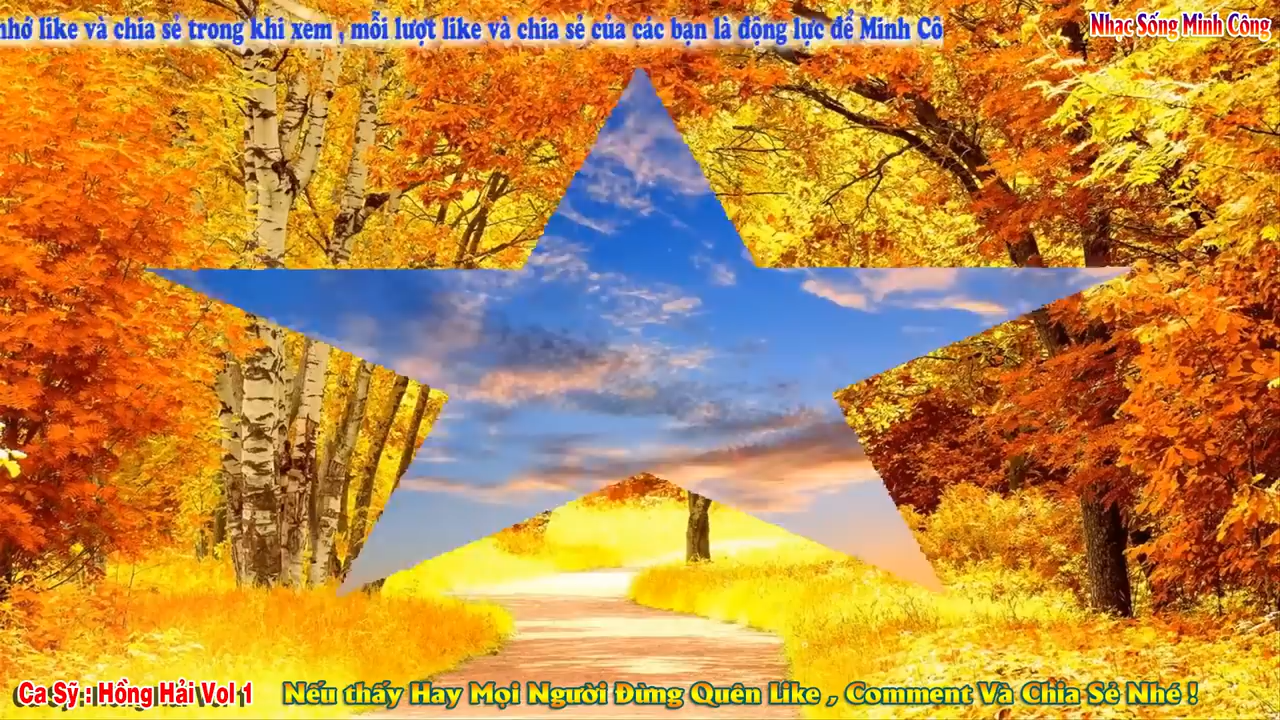 nhớ like và chia sẻ trong khi xem , mỗi lượt like và chia sẻ của các bạn là động lực để Minh Cô
Nhạc Sống Minh Công
Ca Sỹ : Hồng Hải Vol 1
Nếu thấy Hay Mọi Người Đừng Quên Like , Comment Và Chia Sẻ Nhé !